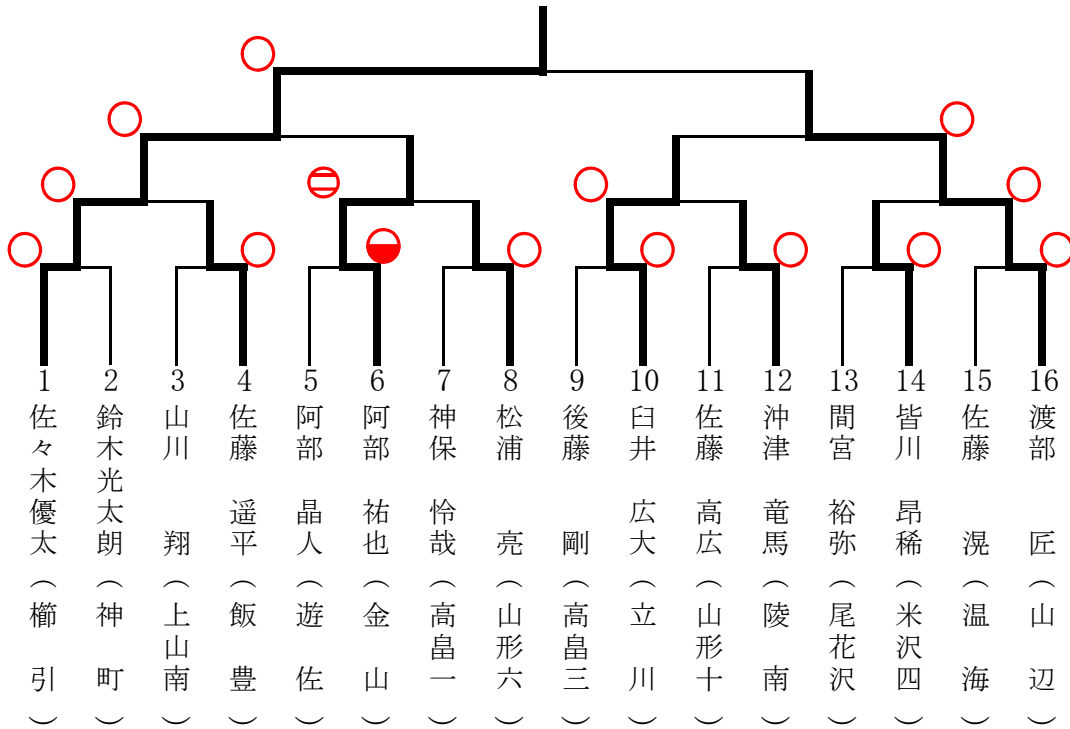 1 佐々木優太（櫛引）
2 鈴木光太朗（神町）
3 山川 翔（上山南）
4 佐藤 遥平（飯豊）
5 阿部 晶人（遊佐）
6 阿部 祐也（金山）
7 神保 怜哉（高畠一）
8 松浦 亮（山形六）
9 後藤 剛（高畠三）
10 臼井 広大（立川）
11 佐藤 高広（山形十）
12 沖津 竜馬（陵南）
13 間宮 裕弥（尾花沢）
14 皆川 昂稀（米沢四）
15 佐藤 滉（温海）
16 渡部 匠（山辺）